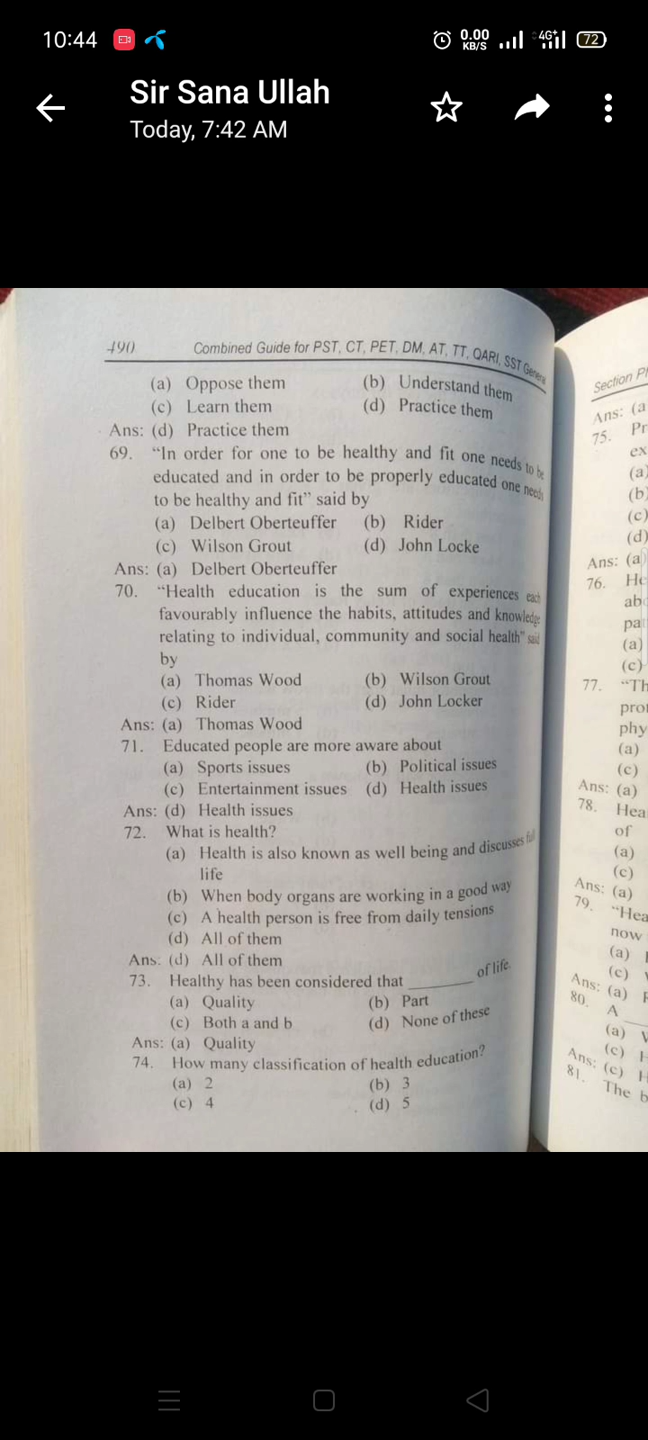 10:44
0.00 KB/S
4G+
72
Sir Sana Ullah
Today, 7:42 AM
490 Combined Guide for PST, CT, PET, DM, AT, TT, QARI, SST General
(a) Oppose them (b) Understand them
(c) Learn them (d) Practice them
Ans: (d) Practice them
69. "In order for one to be healthy and fit one needs to be
educated and in order to be properly educated one needs
to be healthy and fit" said by
(a) Delbert Oberteuffer (b) Rider
(c) Wilson Grout (d) John Locke
Ans: (a) Delbert Oberteuffer
70. "Health education is the sum of experiences each
favourably influence the habits, attitudes and knowledge
relating to individual, community and social health" said
by
(a) Thomas Wood (b) Wilson Grout
(c) Rider (d) John Locker
Ans: (a) Thomas Wood
71. Educated people are more aware about
(a) Sports issues (b) Political issues
(c) Entertainment issues (d) Health issues
Ans: (d) Health issues
72. What is health?
(a) Health is also known as well being and discusses full
life
(b) When body organs are working in a good way
(c) A health person is free from daily tensions
(d) All of them
Ans: (d) All of them
73. Healthy has been considered that ________ of life.
(a) Quality (b) Part
(c) Both a and b (d) None of these
Ans: (a) Quality
74. How many classification of health education?
(a) 2 (b) 3
(c) 4 (d) 5
Section
Ans: (a
75. Pr
ex
(a)
(b)
(c)
(d)
Ans: (a)
76. He
(a)
(c)
77. "Th
phy
(a)
(c)
Ans: (a)
78. Hea
of
(a)
(c)
Ans: (a)
79. "Hea
now
(a)
(c)
Ans: (a)
80. A
(a)
(c)
Ans: (c)
81. The